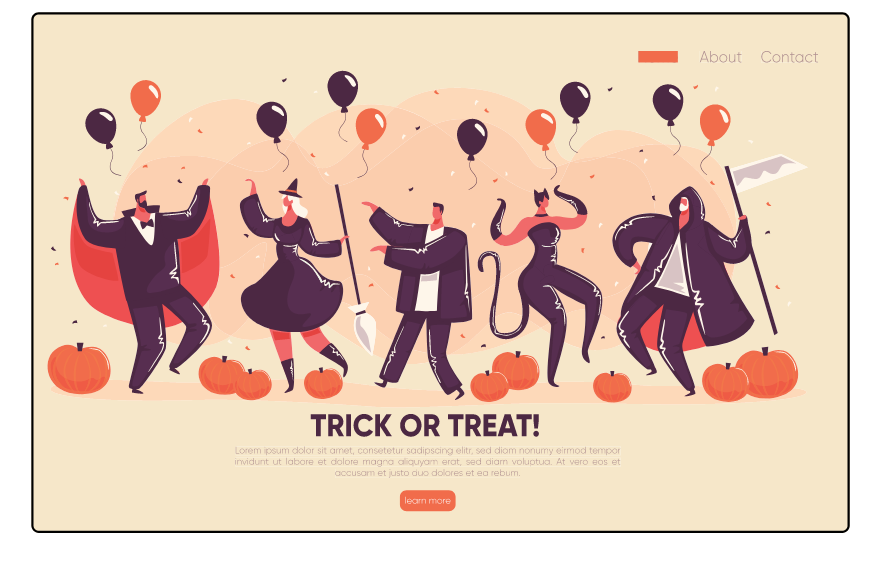 About Contact
TRICK OR TREAT!
Lorem ipsum dolor sit amet, consetetur sadipscing elitr, sed diam nonumy eirmod tempor
invidunt ut labore et dolore magna aliquyam erat, sed diam voluptua. At vero eos et
accusam et justo duo dolores et ea rebum.
learn more